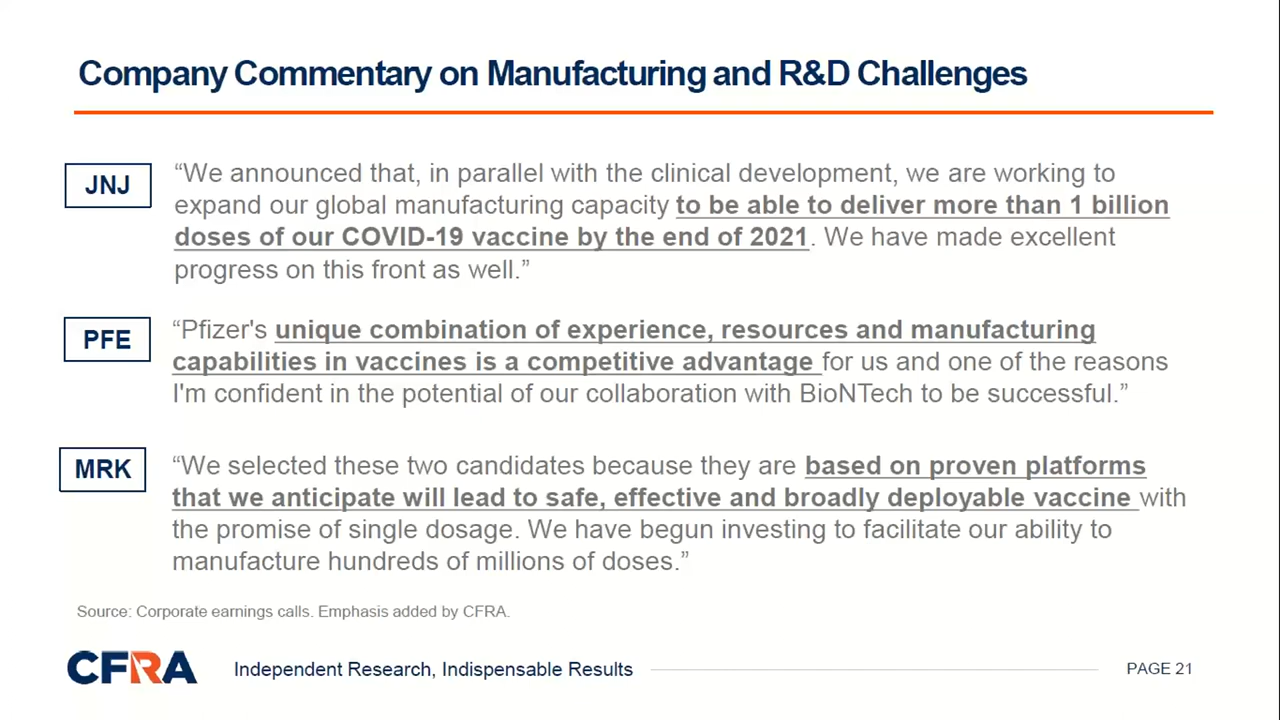 Company Commentary on Manufacturing and R&D Challenges
JNJ
“We announced that, in parallel with the clinical development, we are working to
expand our global manufacturing capacity to be able to deliver more than 1 billion
doses of our COVID-19 vaccine by the end of 2021. We have made excellent
progress on this front as well.”
PFE
“Pfizer's unique combination of experience, resources and manufacturing
capabilities in vaccines is a competitive advantage for us and one of the reasons
I'm confident in the potential of our collaboration with BioNTech to be successful.”
MRK
“We selected these two candidates because they are based on proven platforms
that we anticipate will lead to safe, effective and broadly deployable vaccine with
the promise of single dosage. We have begun investing to facilitate our ability to
manufacture hundreds of millions of doses.”
Source: Corporate earnings calls. Emphasis added by CFRA.
CFRA
Independent Research, Indispensable Results
PAGE 21